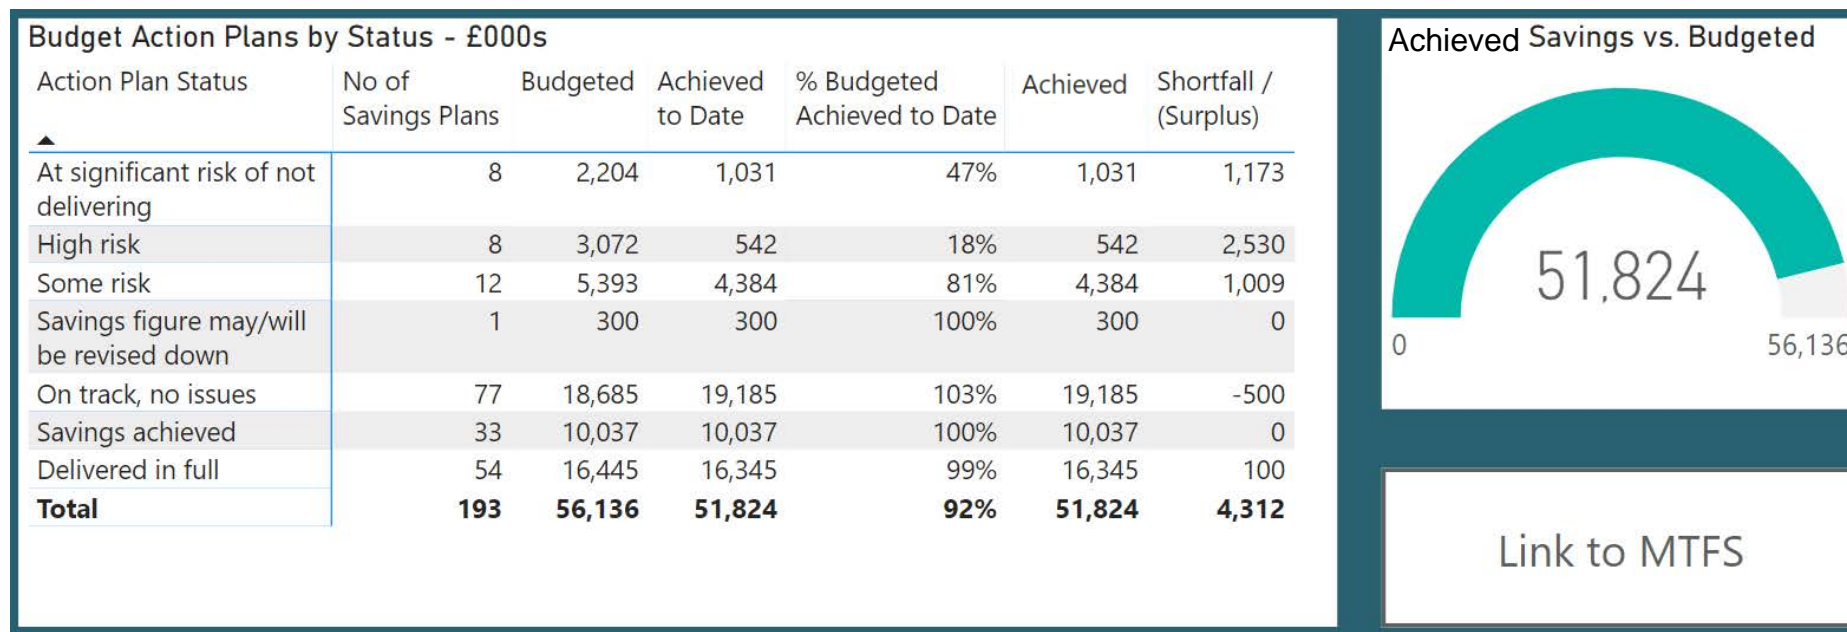 Budget Action Plans by Status - £000s
Action Plan Status No of Savings Plans Budgeted Achieved to Date % Budgeted Achieved to Date Achieved Shortfall / (Surplus)
At significant risk of not delivering 8 2,204 1,031 47% 1,031 1,173
High risk 8 3,072 542 18% 542 2,530
Some risk 12 5,393 4,384 81% 4,384 1,009
Savings figure may/will be revised down 1 300 300 100% 300 0
On track, no issues 77 18,685 19,185 103% 19,185 -500
Savings achieved 33 10,037 10,037 100% 10,037 0
Delivered in full 54 16,445 16,345 99% 16,345 100
Total 193 56,136 51,824 92% 51,824 4,312
Achieved Savings vs. Budgeted
51,824
0 56,136
Link to MTFS